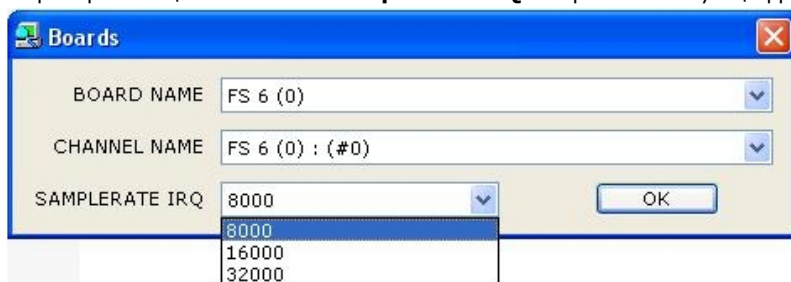 Boards
BOARD NAME FS 6 (0)
CHANNEL NAME FS 6 (0) : (#0)
SAMPLERATE IRQ 8000 OK
8000
16000
32000